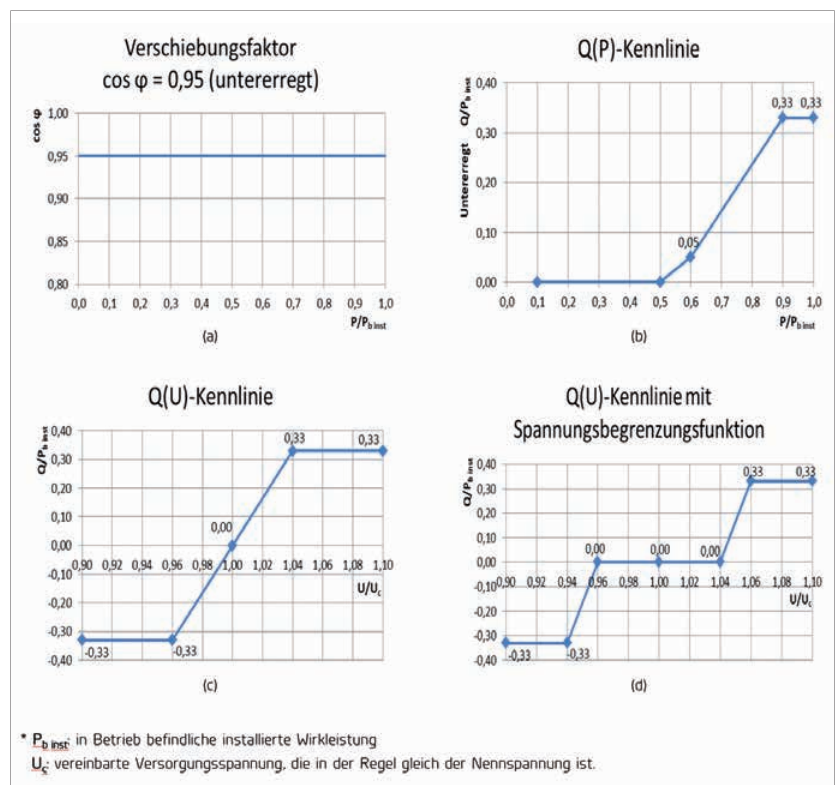 Verschiebungsfaktor
cos φ = 0,95 (untererregt)
cos φ
1,00
0,95
0,90
0,85
0,80
0,0 0,1 0,2 0,3 0,4 0,5 0,6 0,7 0,8 0,9 1,0
P/Pb inst
(a)
Q(P)-Kennlinie
Untererregt Q/Pb inst
0,40
0,30
0,20
0,10
0,00
0,33 0,33
0,05
0,0 0,1 0,2 0,3 0,4 0,5 0,6 0,7 0,8 0,9 1,0
P/Pb inst
(b)
Q(U)-Kennlinie
Q/Pb inst
0,40
0,30
0,20
0,10
0,00
-0,10
-0,20
-0,30
-0,40
0,33 0,33
0,00
0,90 0,92 0,94 0,96 0,98 1,00 1,02 1,04 1,06 1,08 1,10
U/Uc
-0,33 -0,33
(c)
Q(U)-Kennlinie mit
Spannungsbegrenzungsfunktion
Q/Pb inst
0,40
0,30
0,20
0,10
0,00
-0,10
-0,20
-0,30
-0,40
0,33 0,33
0,00 0,00 0,00
0,90 0,92 0,94 0,96 0,98 1,00 1,02 1,04 1,06 1,08 1,10
U/Uc
-0,33 -0,33
(d)
* Pb inst: in Betrieb befindliche installierte Wirkleistung
Uc: vereinbarte Versorgungsspannung, die in der Regel gleich der Nennspannung ist.